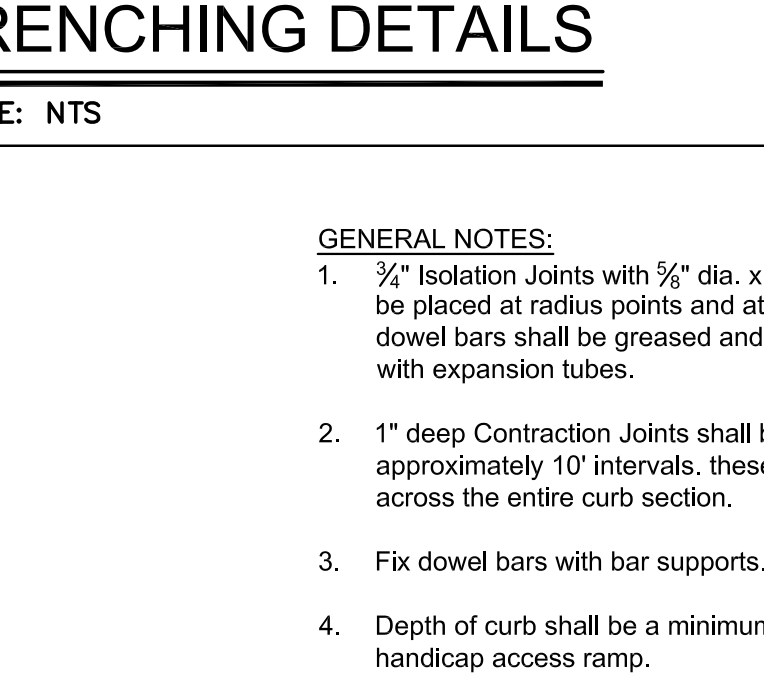 RENCHING DETAILS
E: NTS
GENERAL NOTES:
1. ¾" Isolation Joints with ⅝" dia. x
be placed at radius points and at
dowel bars shall be greased and
with expansion tubes.
2. 1" deep Contraction Joints shall b
approximately 10' intervals. these
across the entire curb section.
3. Fix dowel bars with bar supports.
4. Depth of curb shall be a minimum
handicap access ramp.